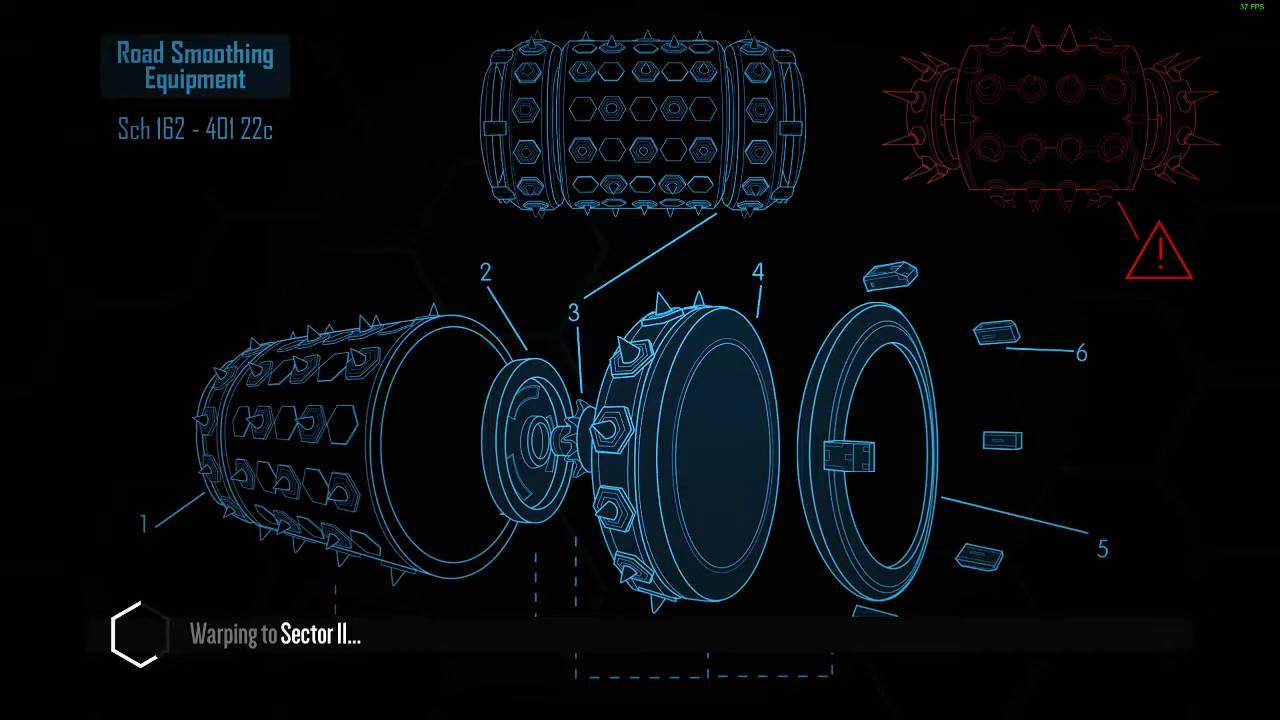 37 FPS
Road Smoothing
Equipment
Sch 162 - 401 22c
2
4
3
6
1
5
Warping to Sector II...